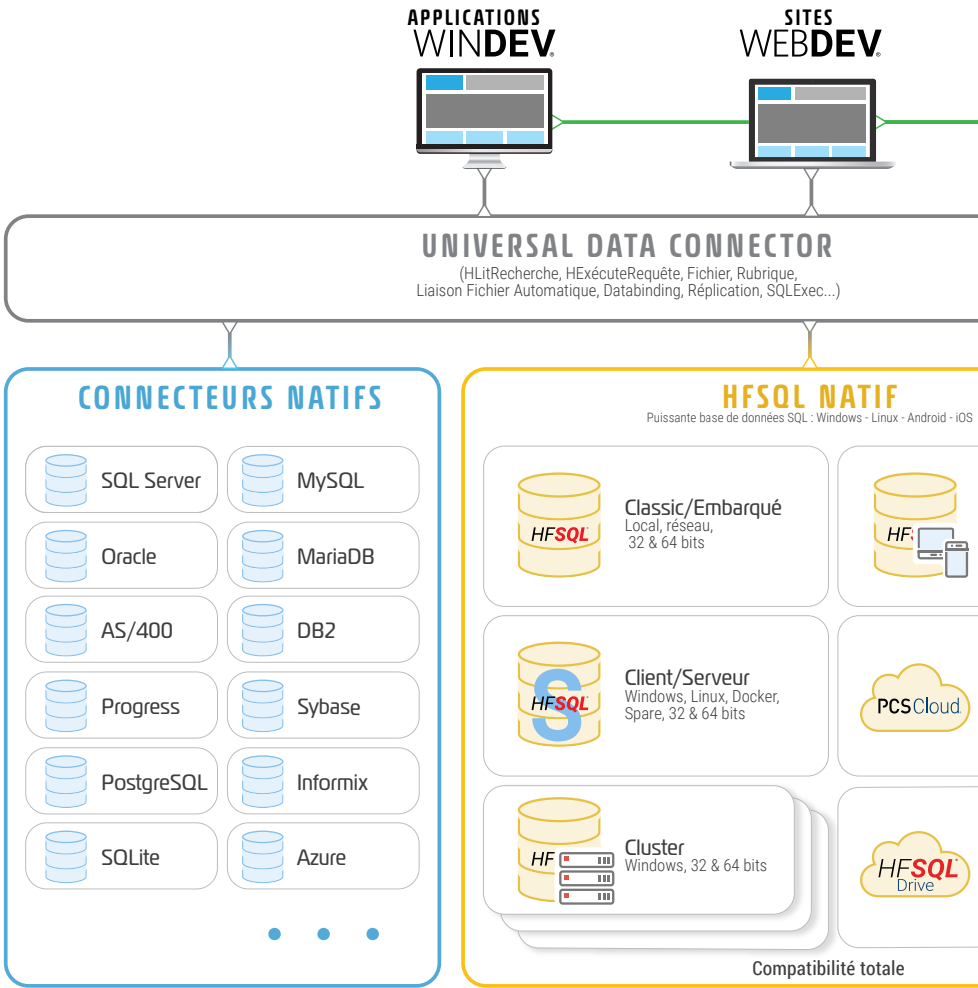 APPLICATIONS
WINDEV®
SITES
WEBDEV®
UNIVERSAL DATA CONNECTOR
(HLitRecherche, HExécuteRequête, Fichier, Rubrique,
Liaison Fichier Automatique, Databinding, Réplication, SQLExec...)
CONNECTEURS NATIFS
SQL Server
MySQL
Oracle
MariaDB
AS/400
DB2
Progress
Sybase
PostgreSQL
Informix
SQLite
Azure
HFSQL NATIF
Puissante base de données SQL : Windows - Linux - Android - iOS
HFSQL
Classic/Embarqué
Local, réseau,
32 & 64 bits
HF
HFSQL
S
Client/Serveur
Windows, Linux, Docker,
Spare, 32 & 64 bits
PCSCloud
HF
Cluster
Windows, 32 & 64 bits
HFSQL
Drive
Compatibilité totale